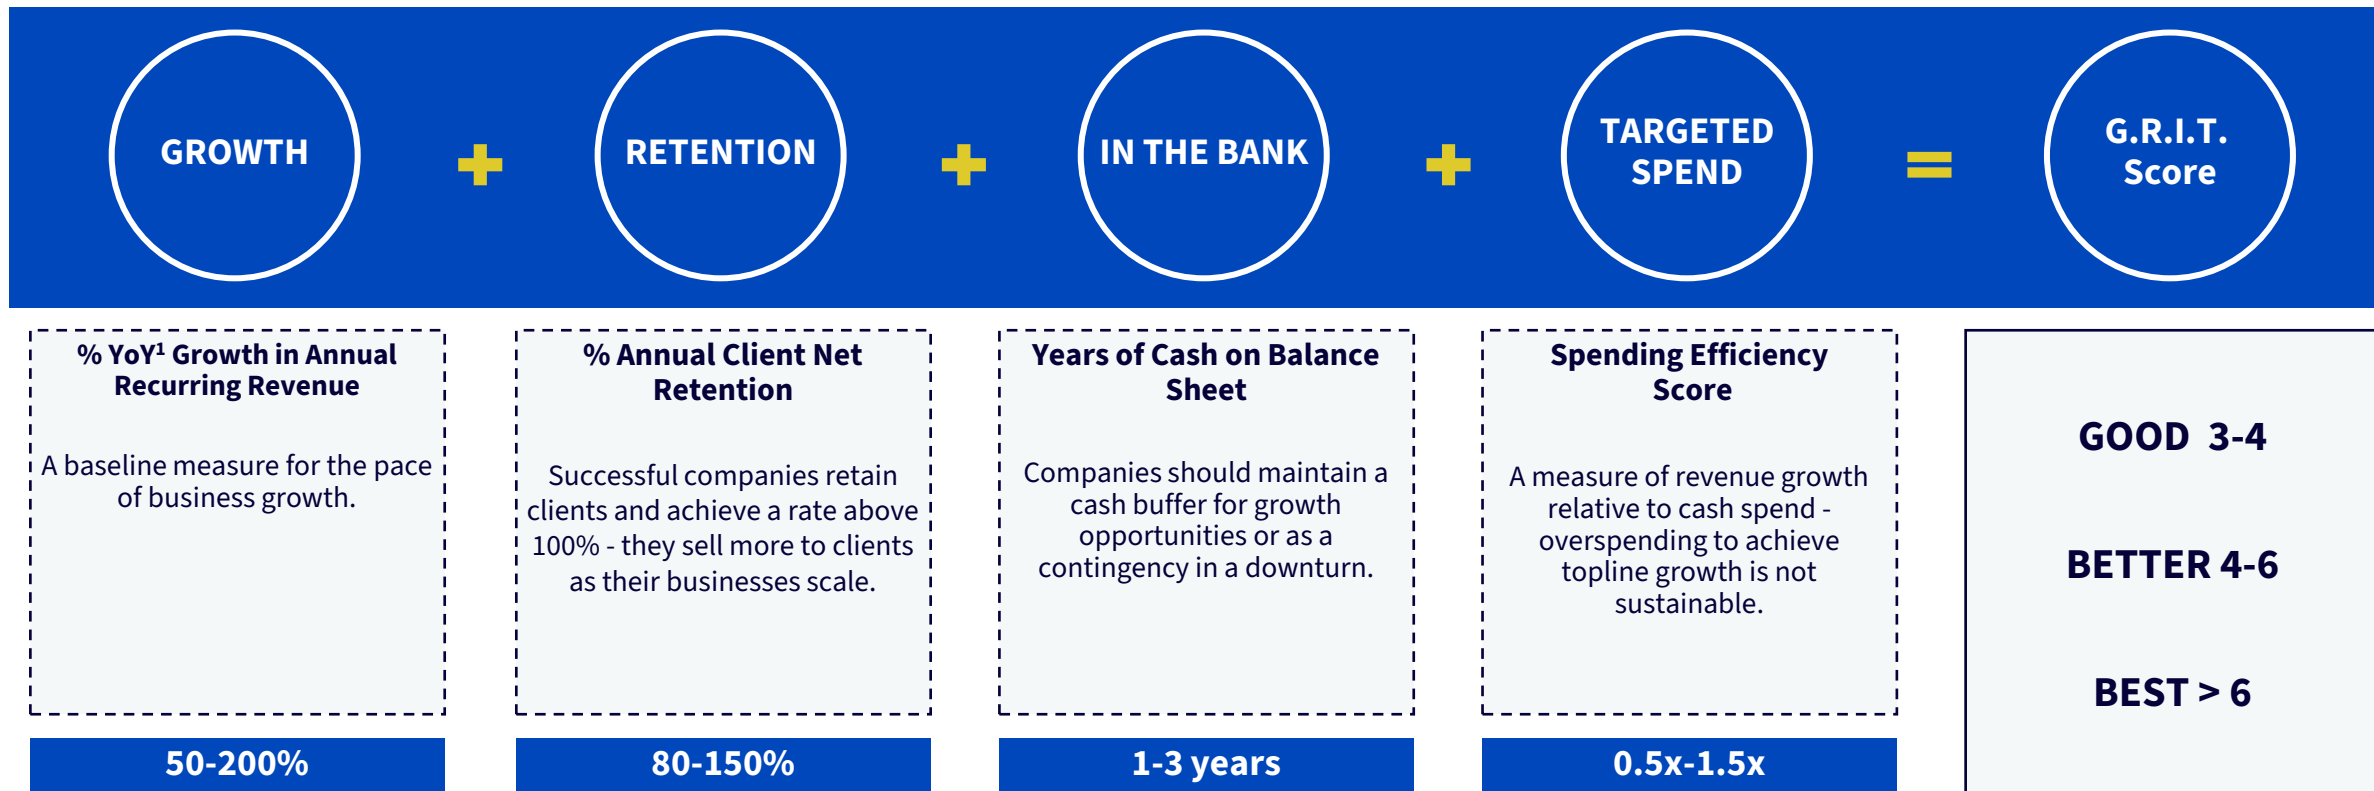 GROWTH
+
RETENTION
+
IN THE BANK
+
TARGETED
SPEND
=
G.R.I.T.
Score
% YoY¹ Growth in Annual
Recurring Revenue
A baseline measure for the pace
of business growth.
50-200%
% Annual Client Net
Retention
Successful companies retain
clients and achieve a rate above
100% - they sell more to clients
as their businesses scale.
80-150%
Years of Cash on Balance
Sheet
Companies should maintain a
cash buffer for growth
opportunities or as a
contingency in a downturn.
1-3 years
Spending Efficiency
Score
A measure of revenue growth
relative to cash spend -
overspending to achieve
topline growth is not
sustainable.
0.5x-1.5x
GOOD 3-4
BETTER 4-6
BEST > 6